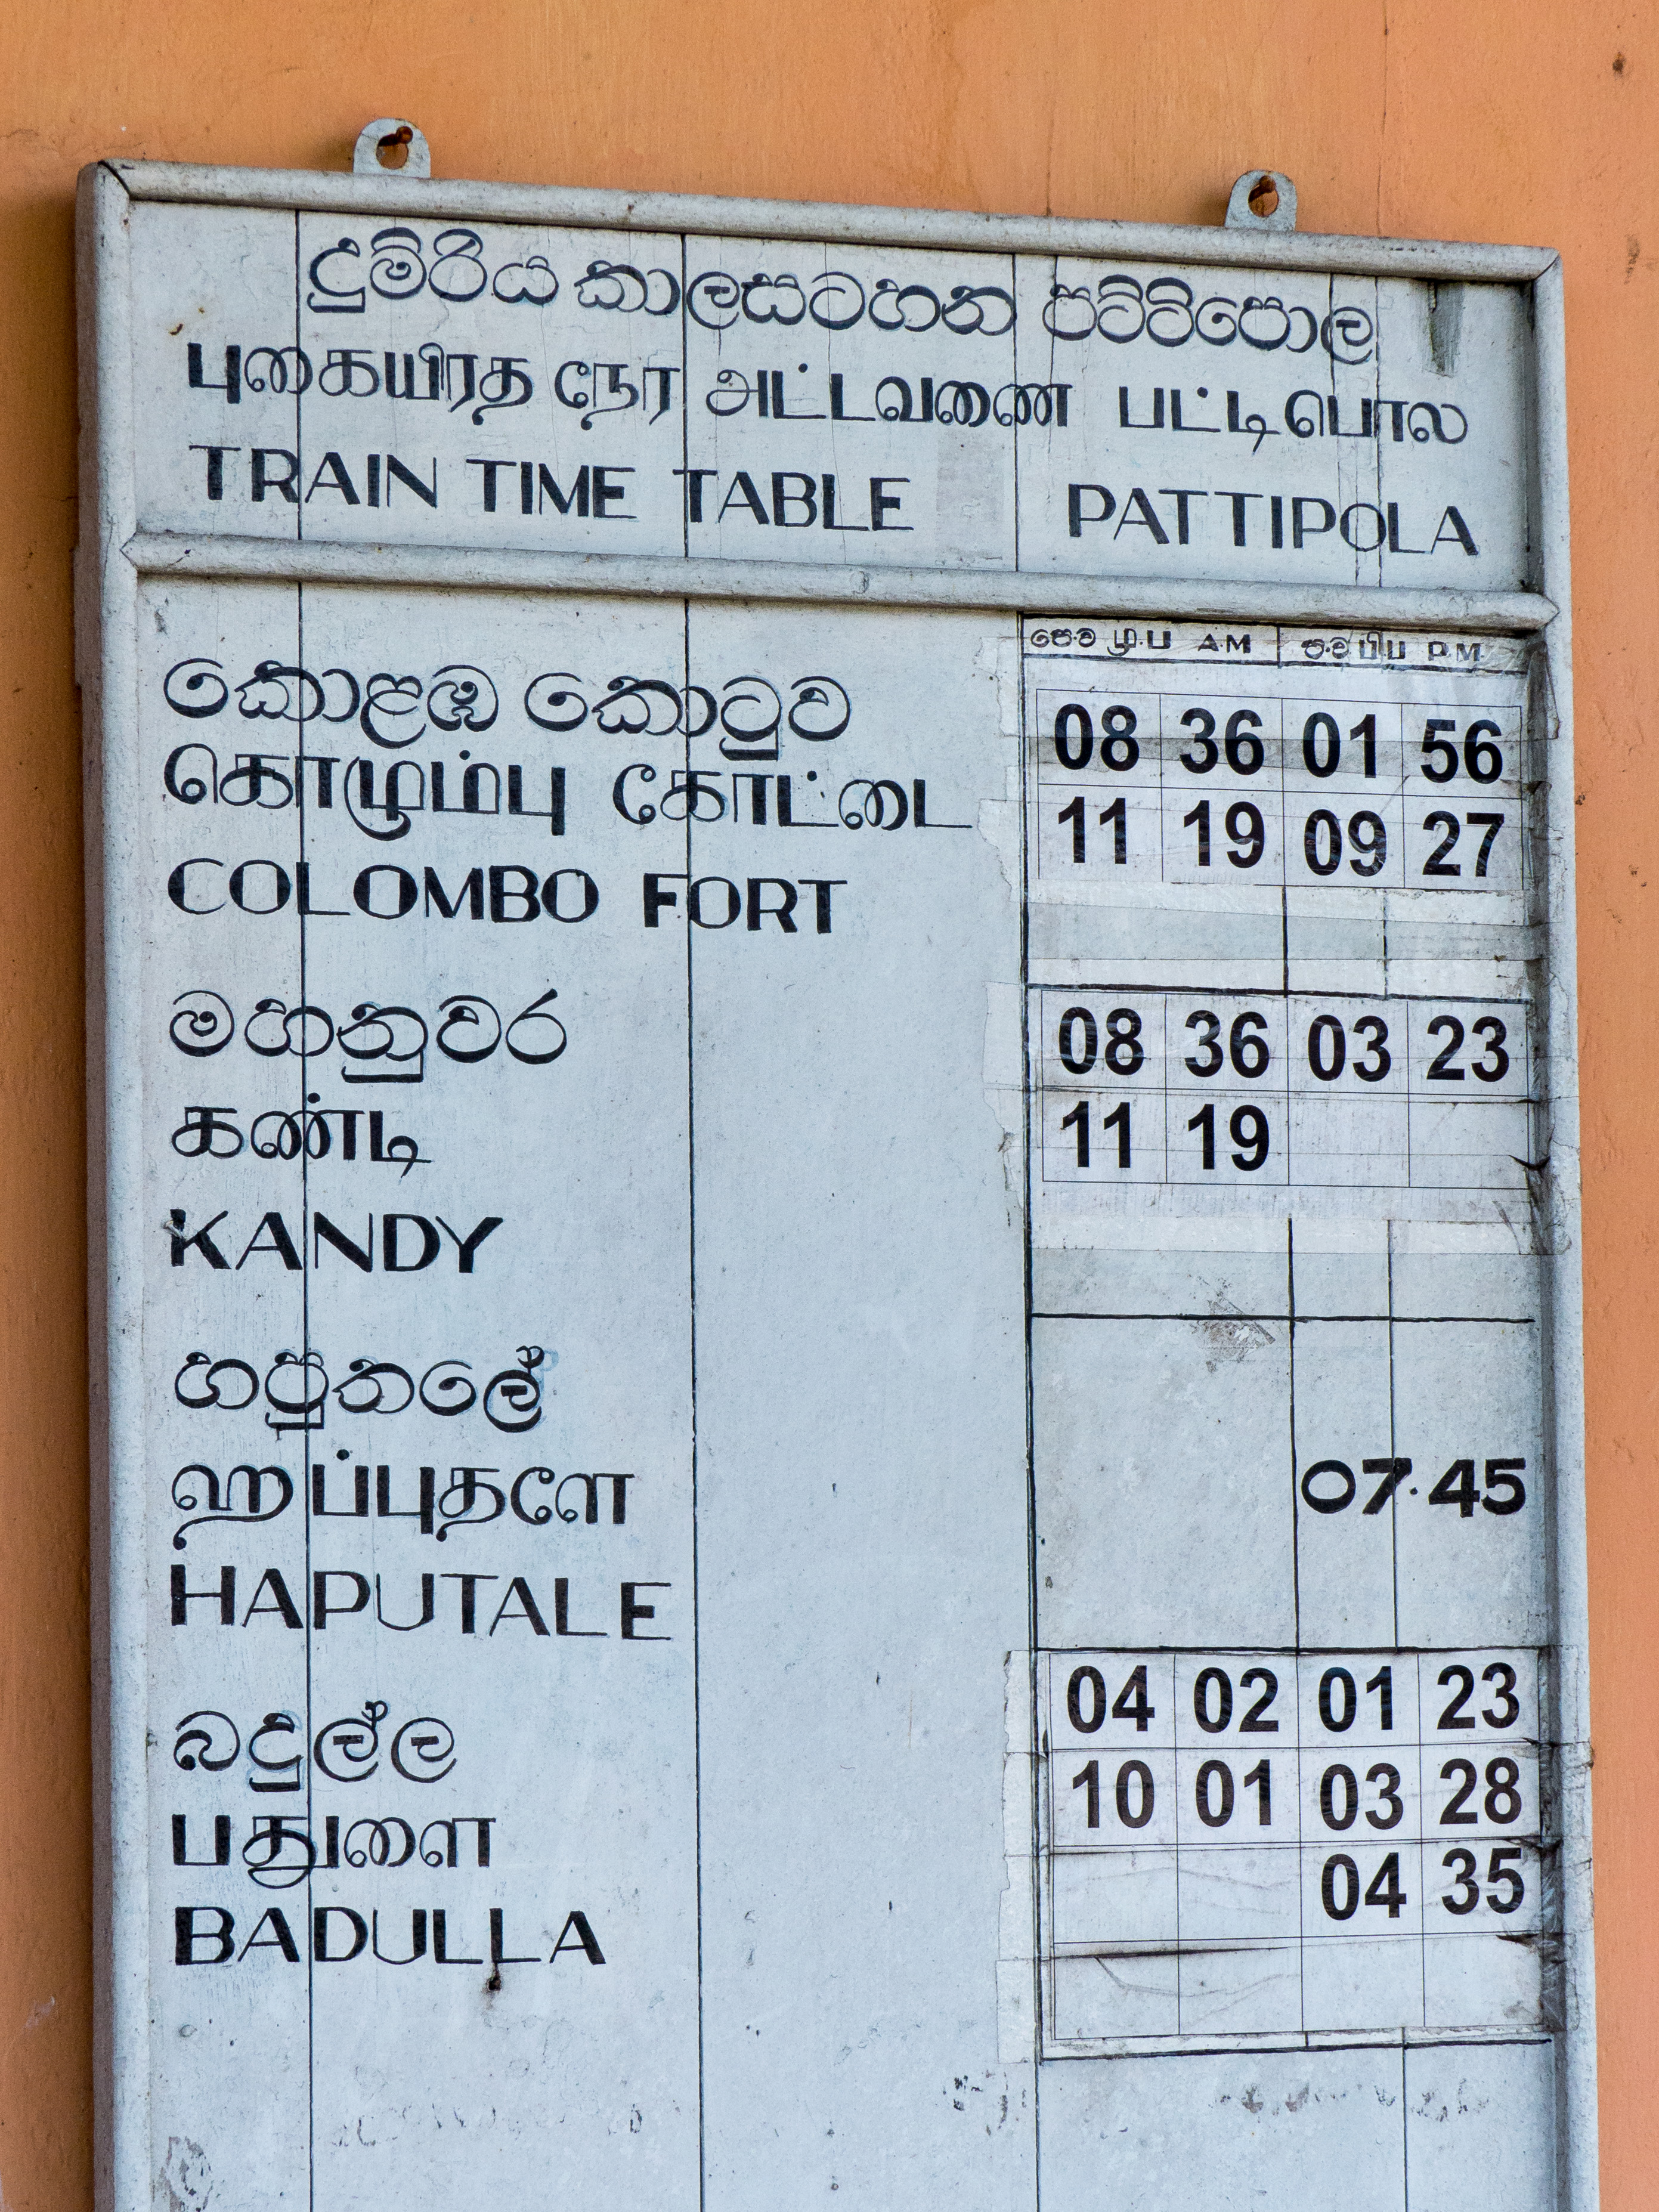 දුම්රිය කාලසටහන පට්ටිපොල
புகையிரத நேர அட்டவணை பட்டிபொல
TRAIN TIME TABLE PATTIPOLA
පෙ.ව மு.ப A.M ප.ව பி.ப P.M
කොළඹ කොටුව
கொழும்பு கோட்டை
COLOMBO FORT
08 36 01 56
11 19 09 27
මහනුවර
கண்டி
KANDY
08 36 03 23
11 19
හපුතලේ
ஹப்புதளே
HAPUTALE
07.45
බදුල්ල
பதுளை
BADULLA
04 02 01 23
10 01 03 28
04 35